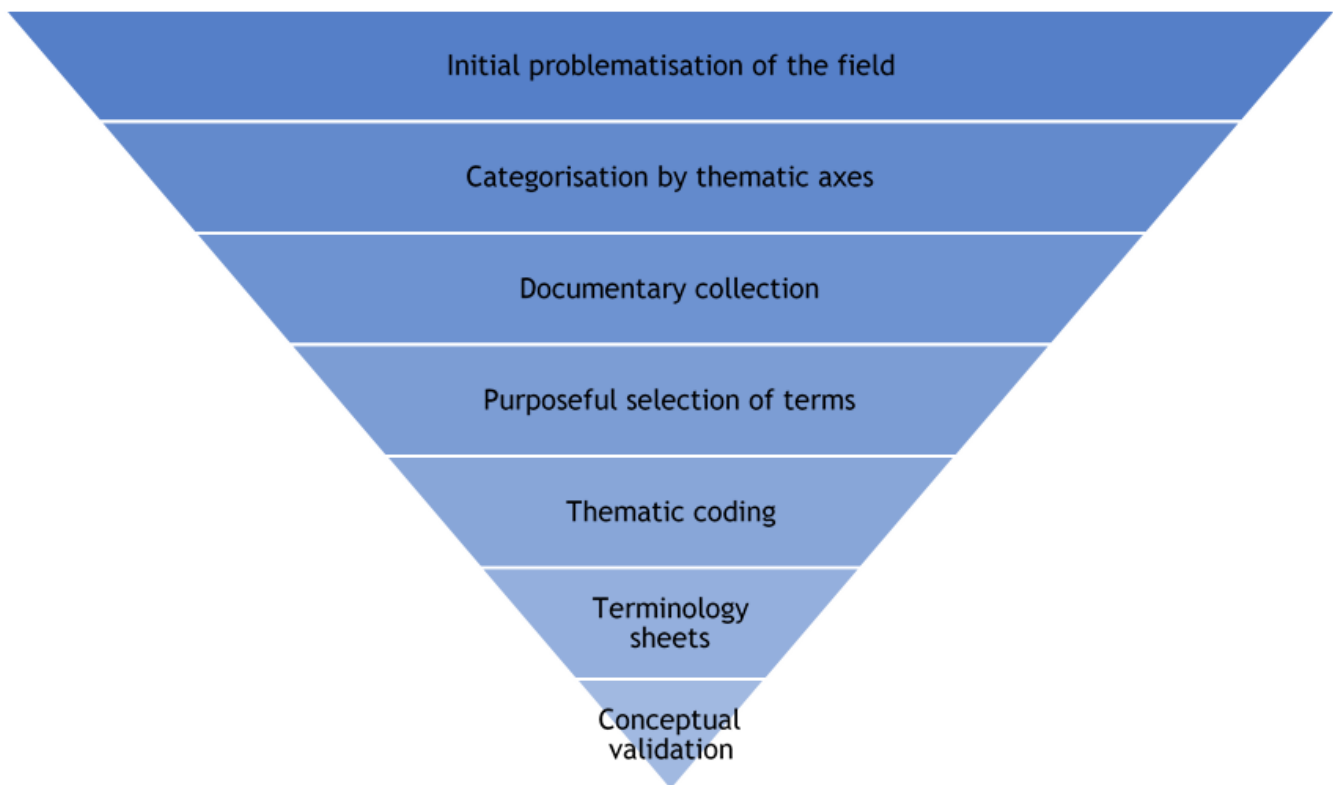 Initial problematisation of the field
Categorisation by thematic axes
Documentary collection
Purposeful selection of terms
Thematic coding
Terminology
sheets
Conceptual
validation